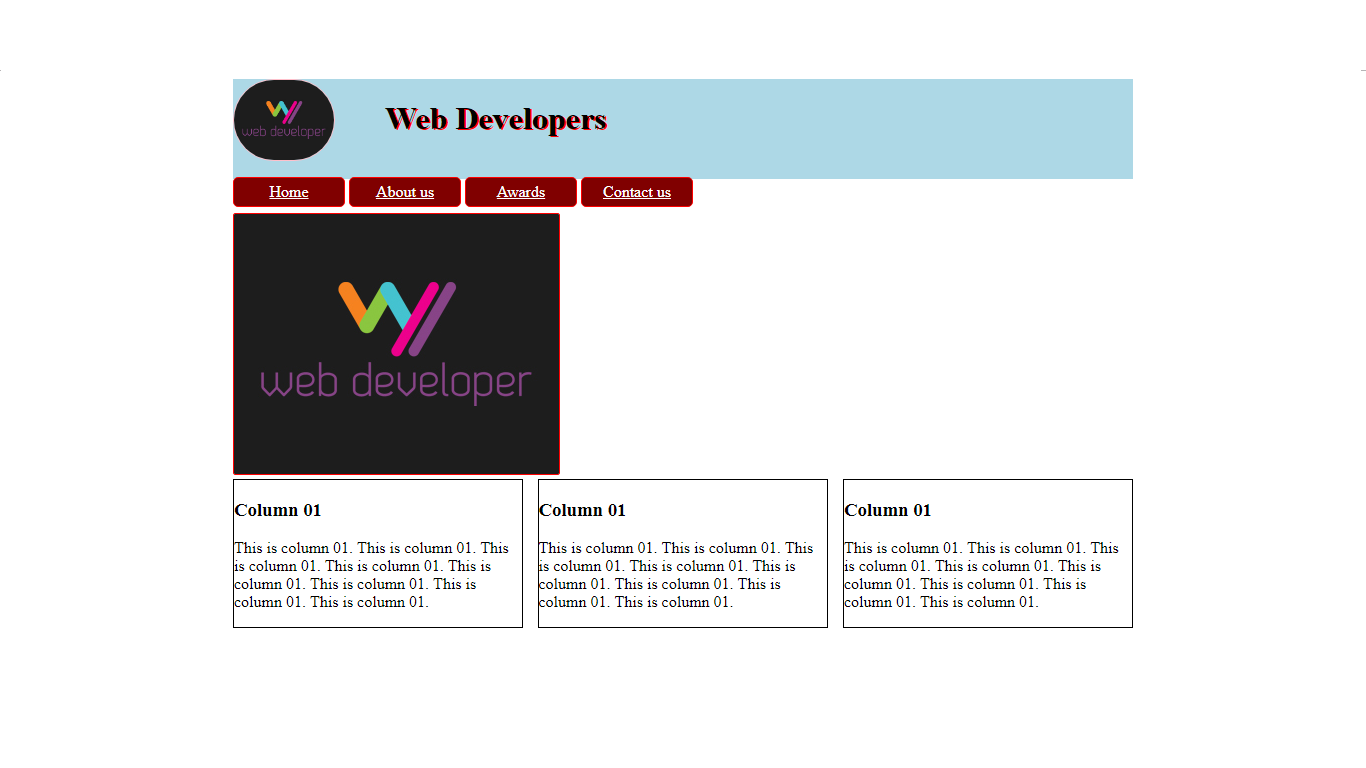 web developer
Web Developers
Home About us Awards Contact us
web developer
Column 01
This is column 01. This is column 01. This
is column 01. This is column 01. This is
column 01. This is column 01. This is
column 01. This is column 01.
Column 01
This is column 01. This is column 01. This
is column 01. This is column 01. This is
column 01. This is column 01. This is
column 01. This is column 01.
Column 01
This is column 01. This is column 01. This
is column 01. This is column 01. This is
column 01. This is column 01. This is
column 01. This is column 01.